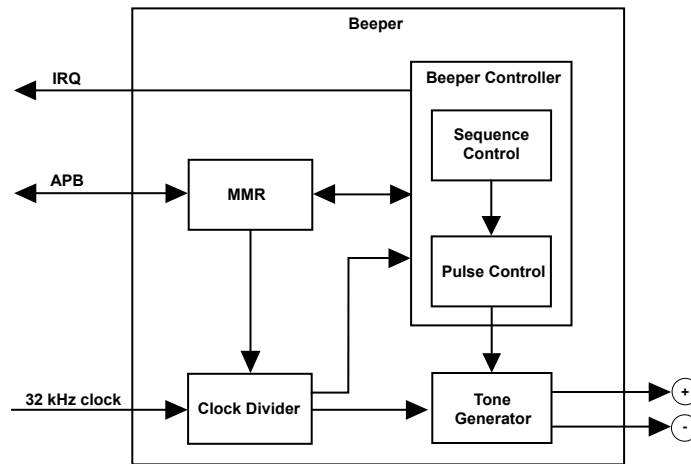 Beeper
IRQ
Beeper Controller
Sequence
Control
APB
MMR
Pulse Control
32 kHz clock
Clock Divider
Tone
Generator
+
-